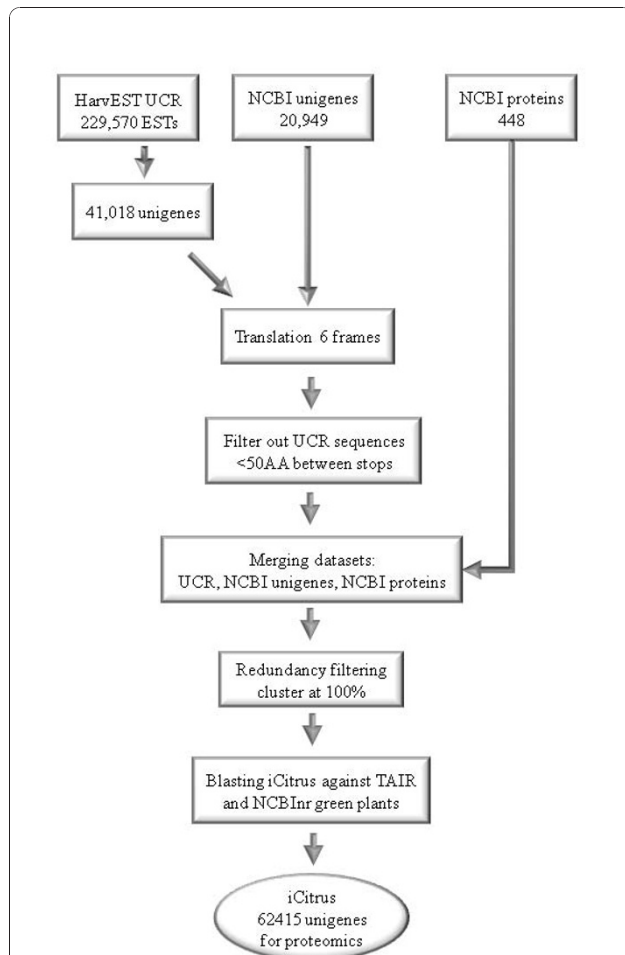 HarvEST UCR
229,570 ESTs
NCBI unigenes
20,949
NCBI proteins
448
41,018 unigenes
Translation 6 frames
Filter out UCR sequences
<50AA between stops
Merging datasets:
UCR, NCBI unigenes, NCBI proteins
Redundancy filtering
cluster at 100%
Blasting iCitrus against TAIR
and NCBInr green plants
iCitrus
62415 unigenes
for proteomics